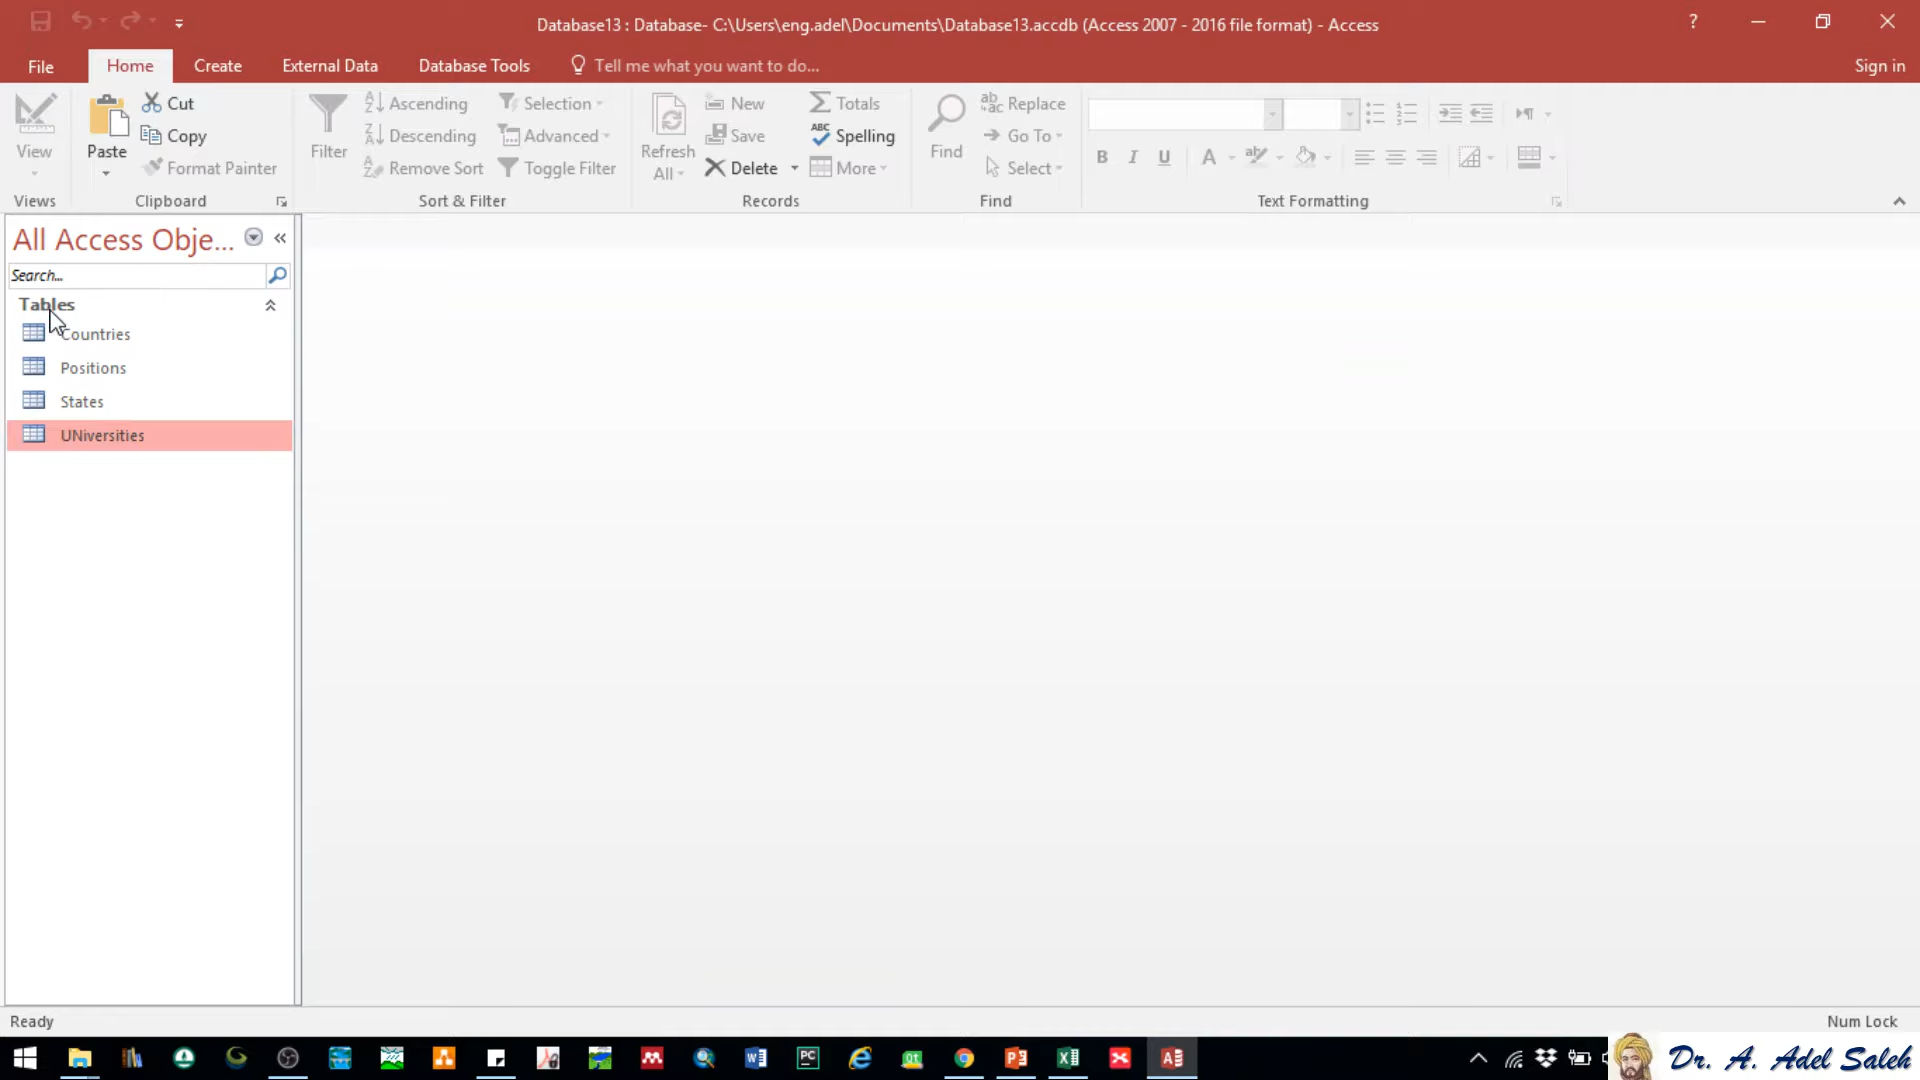 Database13 : Database- C:\Users\eng.adel\Documents\Database13.accdb (Access 2007 - 2016 file format) - Access
?
File Home Create External Data Database Tools Tell me what you want to do... Sign in
View
Views
Paste
Cut
Copy
Format Painter
Clipboard
Filter
Ascending
Descending
Remove Sort
Selection
Advanced
Toggle Filter
Sort & Filter
Refresh
All
New
Save
Delete
Totals
Spelling
More
Records
Find
Replace
Go To
Select
Find
B I U A
Text Formatting
All Access Obje...
Search...
Tables
Countries
Positions
States
UNiversities
Ready
Num Lock
Dr. A. Adel Saleh